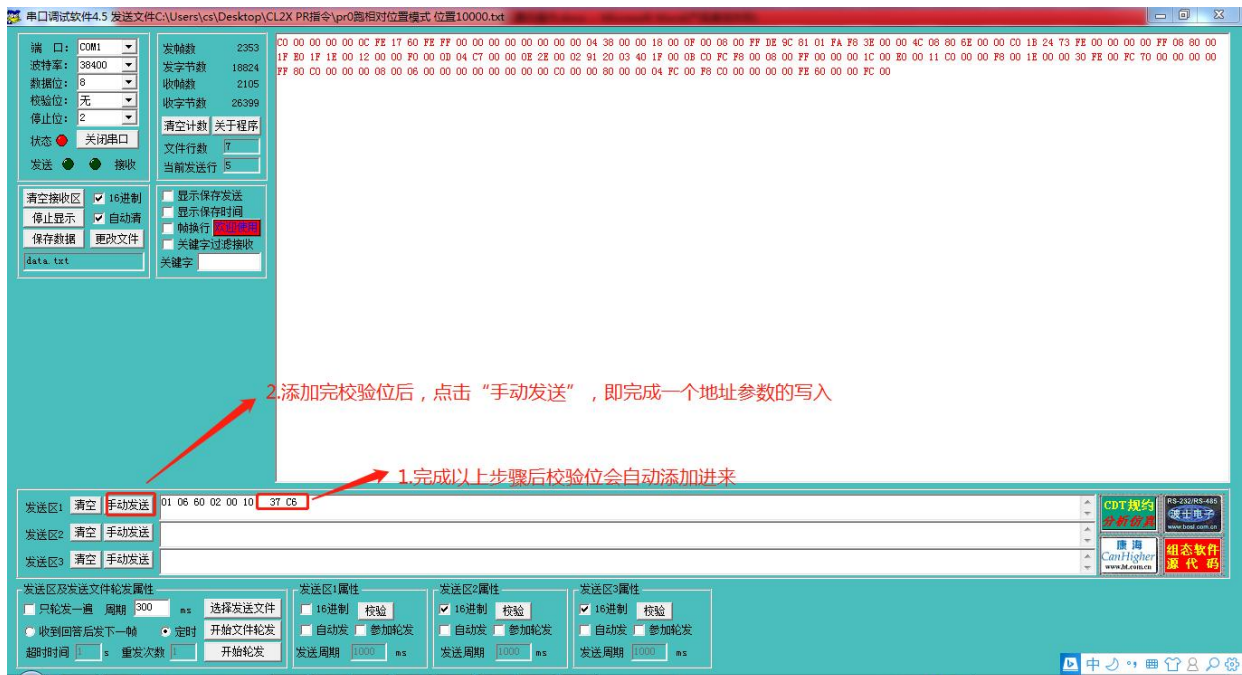 串口调试软件4.5 发送文件C:\Users\cs\Desktop\CL2X PR指令\pr0跑相对位置模式 位置10000.txt
端 口: COM1
波特率: 38400
数据位: 8
校验位: 无
停止位: 2
状态 关闭串口
发送 接收
发帧数 2353
发字节数 18824
收帧数 2105
收字节数 26399
清空计数 关于程序
文件行数 7
当前发送行 5
清空接收区 16进制
停止显示 自动清
保存数据 更改文件
data.txt
显示保存发送
显示保存时间
帧换行 欢迎使用
关键字过滤接收
关键字
C0 00 00 00 00 0C FE 17 60 FE FF 00 00 00 00 00 00 00 00 04 38 00 00 18 00 0F 00 08 00 FF DE 9C 81 01 FA F8 3E 00 00 4C 08 80 6E 00 00 C0 1B 24 73 FE 00 00 00 00 FF 08 80 00
1F E0 1F 1E 00 12 00 00 F0 00 0D 04 C7 00 00 0E 2E 00 02 91 20 03 40 1F 00 0B C0 FC F8 00 08 00 FF 00 00 00 1C 00 E0 00 11 C0 00 00 F8 00 1E 00 00 30 FE 00 FC 70 00 00 00 00
FF 80 C0 00 00 00 08 00 06 00 00 00 00 00 00 00 00 C0 00 00 80 00 00 04 FC 00 F8 C0 00 00 00 00 FE 60 00 00 FC 00
2.添加完校验位后，点击“手动发送”，即完成一个地址参数的写入
1.完成以上步骤后校验位会自动添加进来
发送区1 清空 手动发送 01 06 60 02 00 10 37 C6
发送区2 清空 手动发送
发送区3 清空 手动发送
CDT规约
分析仿真
RS-232/RS-485
波士电子
www.bosi.com.cn
康海
CanHigher
组态软件
源代码
发送区及发送文件轮发属性
只轮发一遍 周期 300 ms 选择发送文件
收到回答后发下一帧 定时 开始文件轮发
超时时间 1 s 重发次数 1 开始轮发
发送区1属性
16进制 校验
自动发 参加轮发
发送周期 1000 ms
发送区2属性
16进制 校验
自动发 参加轮发
发送周期 1000 ms
发送区3属性
16进制 校验
自动发 参加轮发
发送周期 1000 ms
中